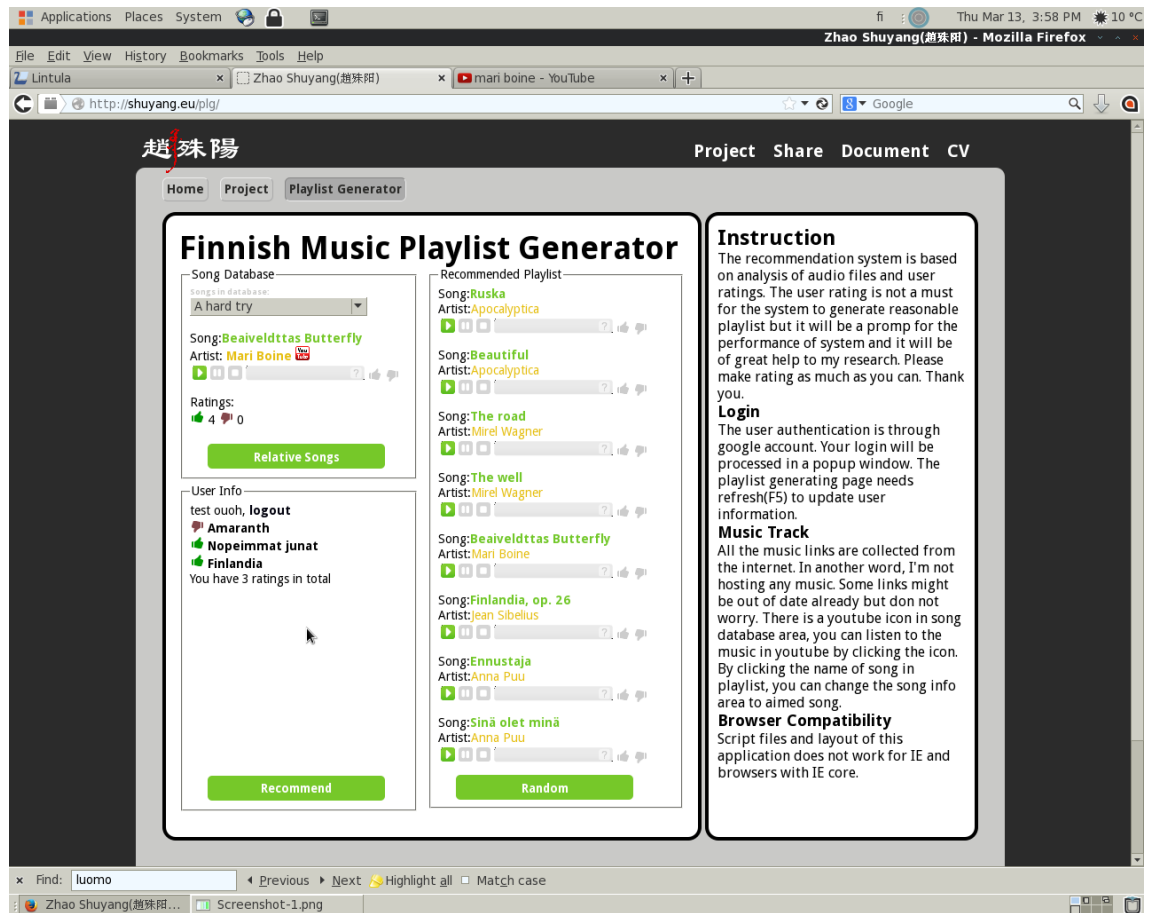 Applications Places System
fi
Thu Mar 13, 3:58 PM
10 °C
Zhao Shuyang(趙殊阳) - Mozilla Firefox
File Edit View History Bookmarks Tools Help
Lintula
Zhao Shuyang(趙殊阳)
mari boine - YouTube
http://shuyang.eu/plg/
Google
趙殊陽
Project Share Document CV
Home Project Playlist Generator
Finnish Music Playlist Generator
Song Database
Songs in database:
A hard try
Song:Beaiveldttas Butterfly
Artist: Mari Boine
You Tube
?
Ratings:
4 0
Relative Songs
User Info
test ouoh, logout
Amaranth
Nopeimmat junat
Finlandia
You have 3 ratings in total
Recommend
Recommended Playlist
Song:Ruska
Artist:Apocalyptica
?
Song:Beautiful
Artist:Apocalyptica
?
Song:The road
Artist:Mirel Wagner
?
Song:The well
Artist:Mirel Wagner
?
Song:Beaiveldttas Butterfly
Artist:Mari Boine
?
Song:Finlandia, op. 26
Artist:Jean Sibelius
?
Song:Ennustaja
Artist:Anna Puu
?
Song:Sinä olet minä
Artist:Anna Puu
?
Random
Instruction
The recommendation system is based
on analysis of audio files and user
ratings. The user rating is not a must
for the system to generate reasonable
playlist but it will be a promp for the
performance of system and it will be
of great help to my research. Please
make rating as much as you can. Thank
you.
Login
The user authentication is through
google account. Your login will be
processed in a popup window. The
playlist generating page needs
refresh(F5) to update user
information.
Music Track
All the music links are collected from
the internet. In another word, I'm not
hosting any music. Some links might
be out of date already but don not
worry. There is a youtube icon in song
database area, you can listen to the
music in youtube by clicking the icon.
By clicking the name of song in
playlist, you can change the song info
area to aimed song.
Browser Compatibility
Script files and layout of this
application does not work for IE and
browsers with IE core.
Find: luomo
Previous Next Highlight all Match case
Zhao Shuyang(趙殊阳...
Screenshot-1.png